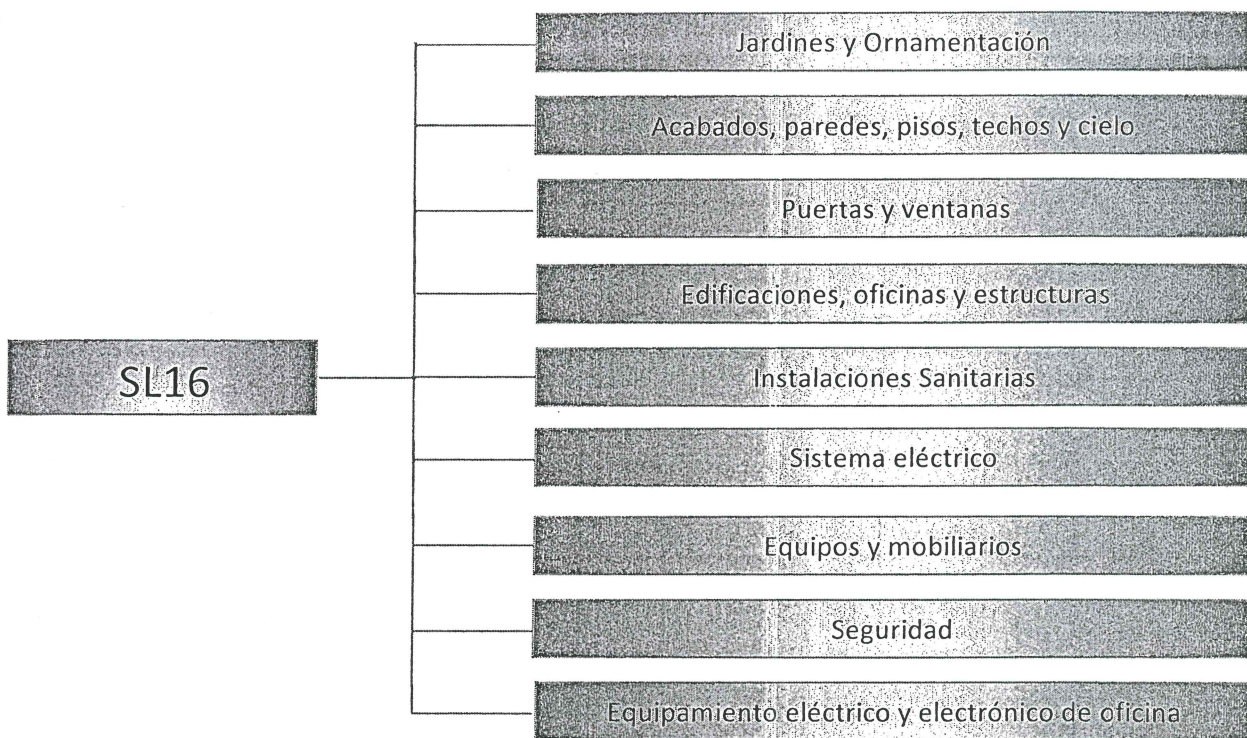 Jardines y Ornamentación
Acabados, paredes, pisos, techos y cielo
Puertas y ventanas
Edificaciones, oficinas y estructuras
SL16
Instalaciones Sanitarias
Sistema eléctrico
Equipos y mobiliarios
Seguridad
Equipamiento eléctrico y electrónico de oficina